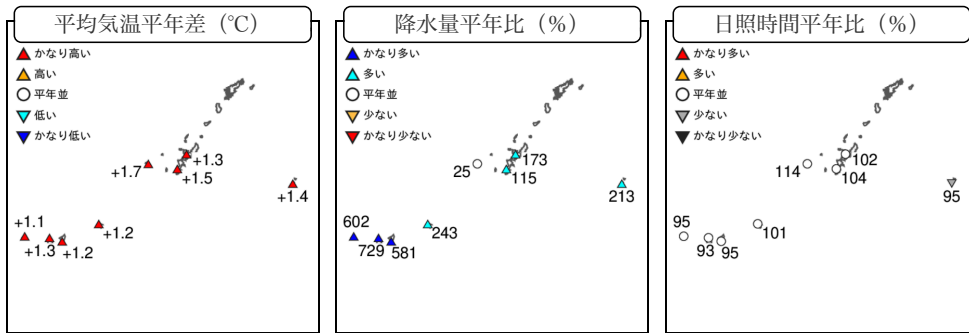 平均気温平年差（℃）
かなり高い
高い
平年並
低い
かなり低い
+1.3
+1.7
+1.5
+1.4
+1.1
+1.2
+1.3
+1.2
降水量平年比（%）
かなり多い
多い
平年並
少ない
かなり少ない
173
25
115
213
602
243
729
581
日照時間平年比（%）
かなり多い
多い
平年並
少ない
かなり少ない
102
114
104
95
95
101
93
95